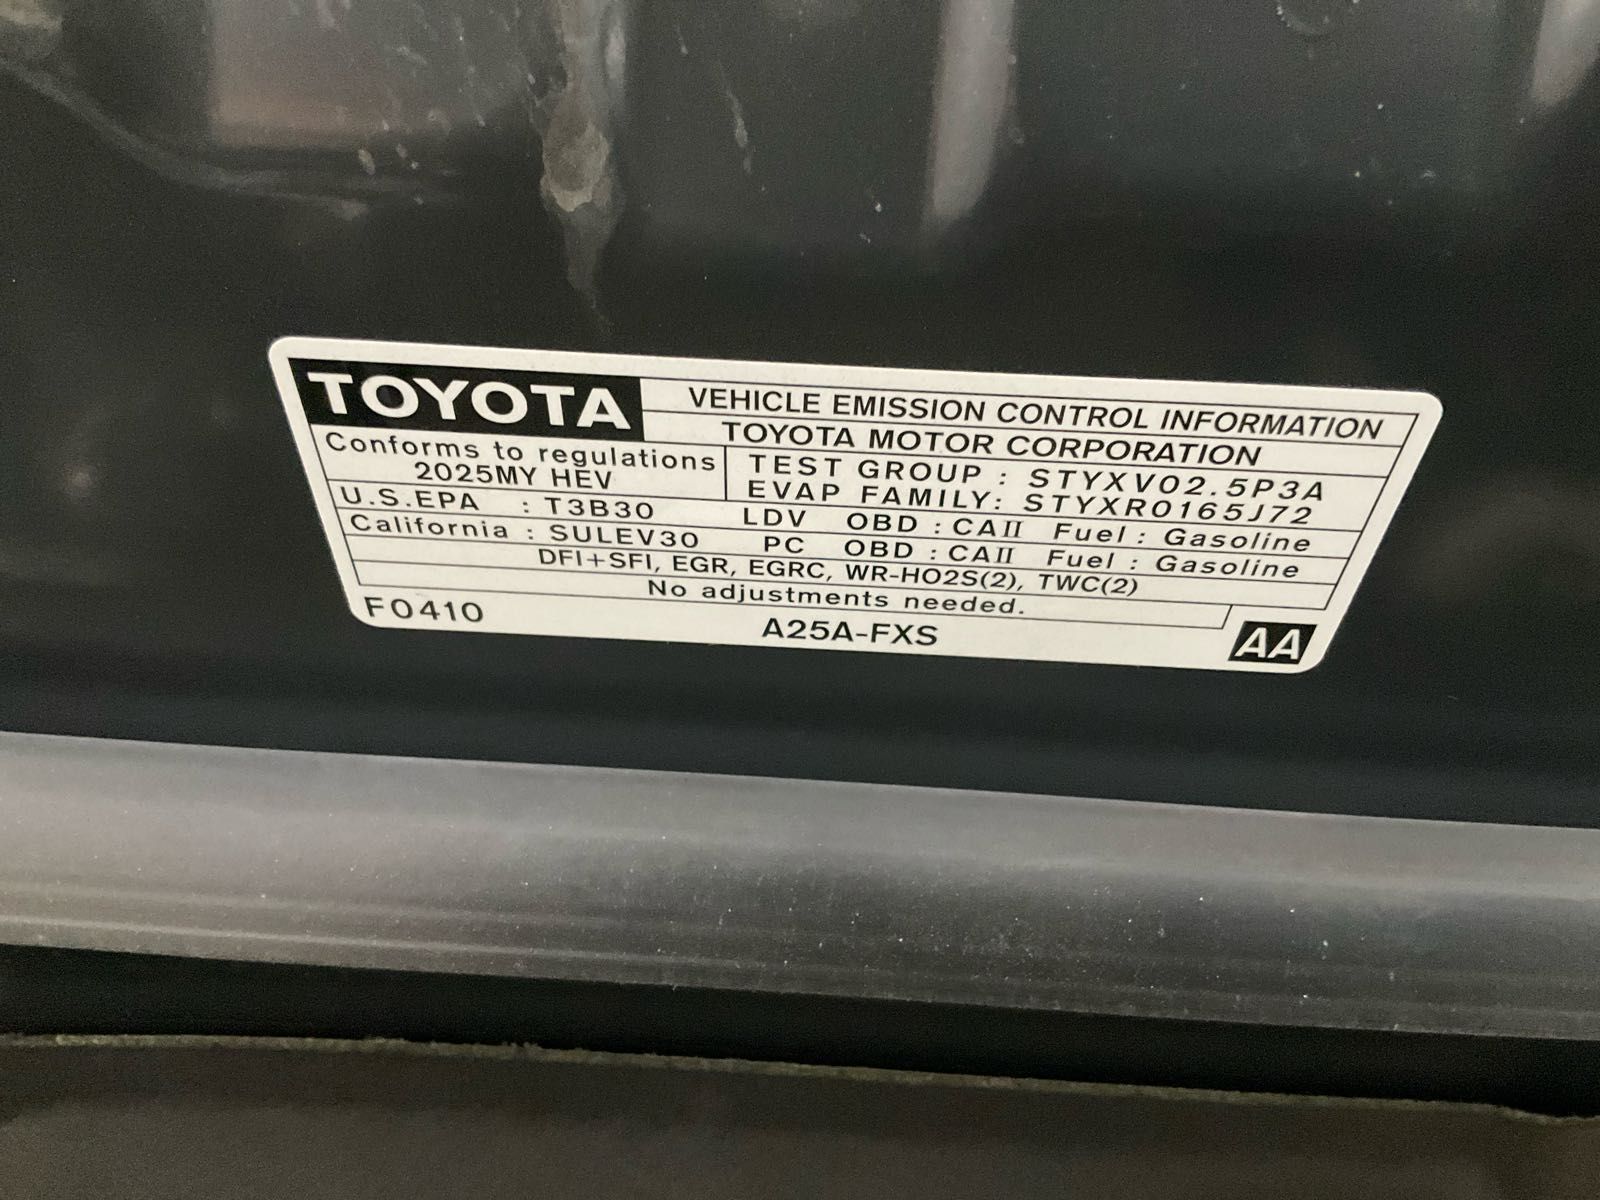 TOYOTA
VEHICLE EMISSION CONTROL INFORMATION
TOYOTA MOTOR CORPORATION
Conforms to regulations
2025MY HEV
TEST GROUP : STYXV02.5P3A
EVAP FAMILY: STYXR0165J72
U.S.EPA : T3B30 LDV OBD : CAII Fuel : Gasoline
California : SULEV30 PC OBD : CAII Fuel : Gasoline
DFI+SFI, EGR, EGRC, WR-HO2S(2), TWC(2)
No adjustments needed.
F0410 A25A-FXS AA